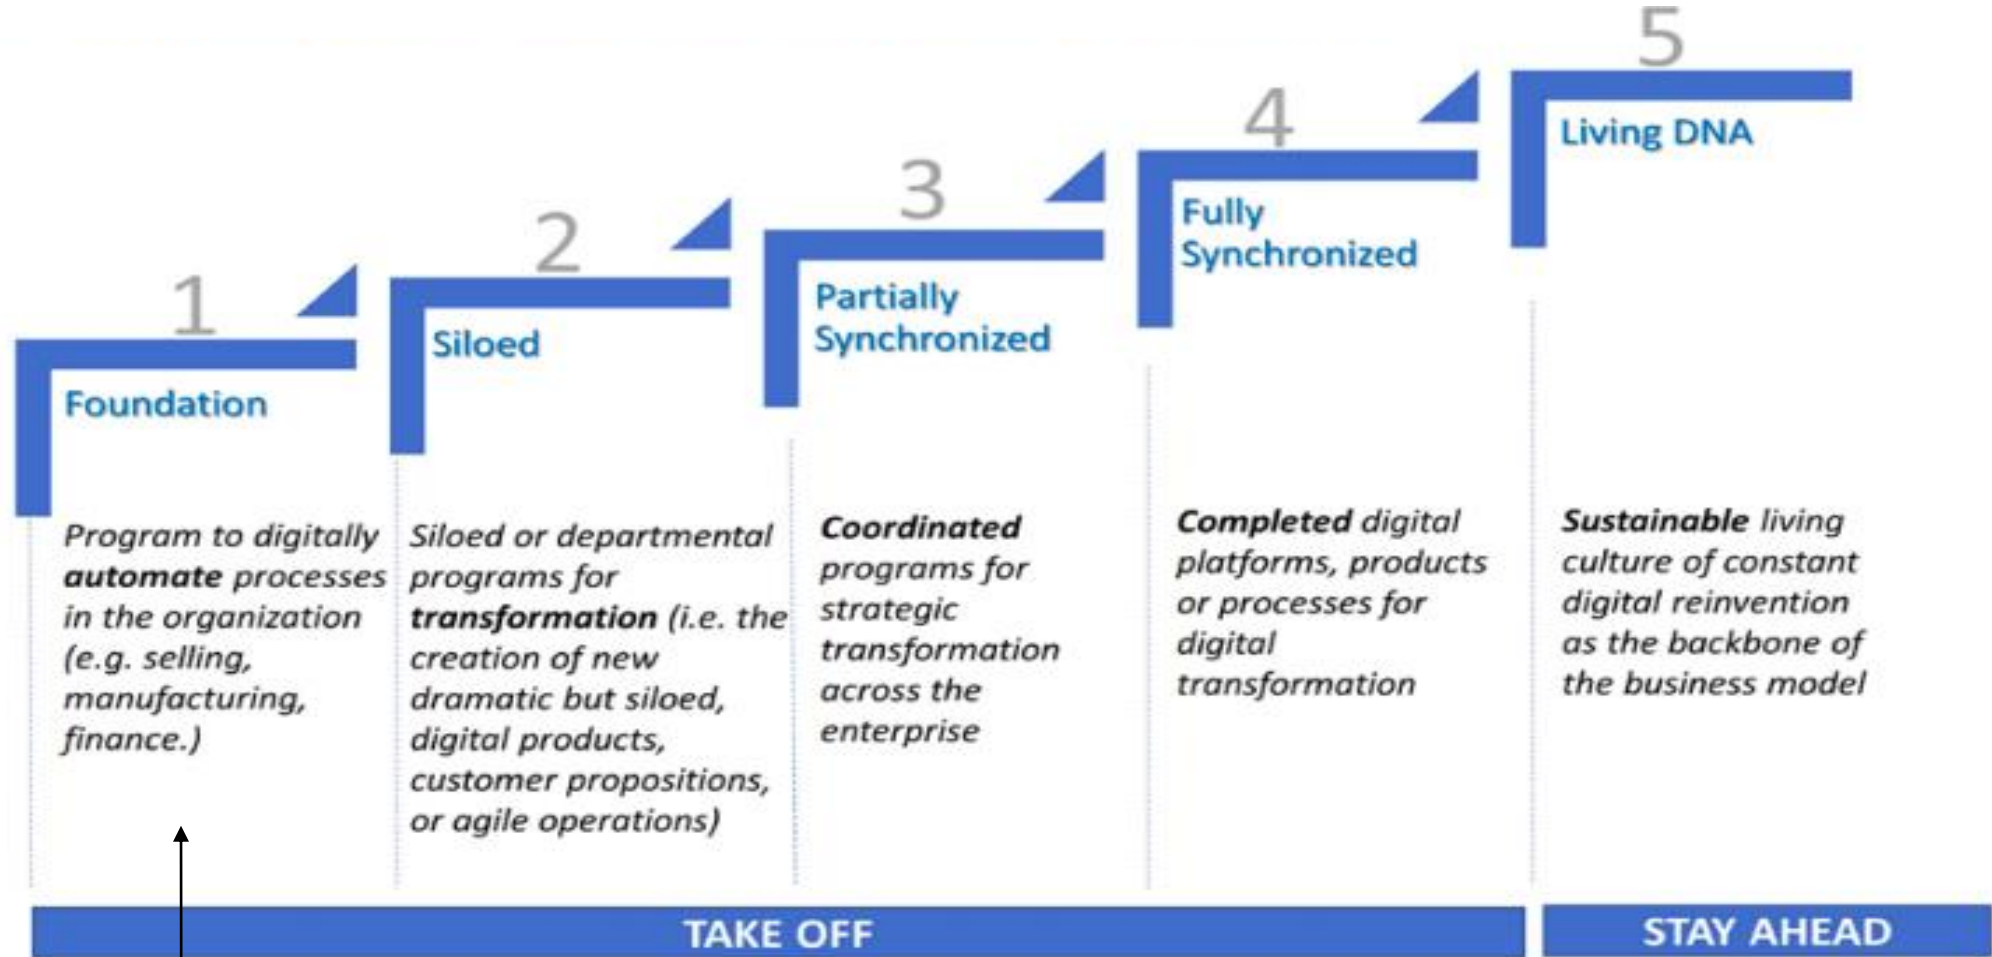 1
Foundation
Program to digitally
automate processes
in the organization
(e.g. selling,
manufacturing,
finance.)
2
Siloed
Siloed or departmental
programs for
transformation (i.e. the
creation of new
dramatic but siloed,
digital products,
customer propositions,
or agile operations)
3
Partially
Synchronized
Coordinated
programs for
strategic
transformation
across the
enterprise
4
Fully
Synchronized
Completed digital
platforms, products
or processes for
digital
transformation
5
Living DNA
Sustainable living
culture of constant
digital reinvention
as the backbone of
the business model
TAKE OFF
STAY AHEAD